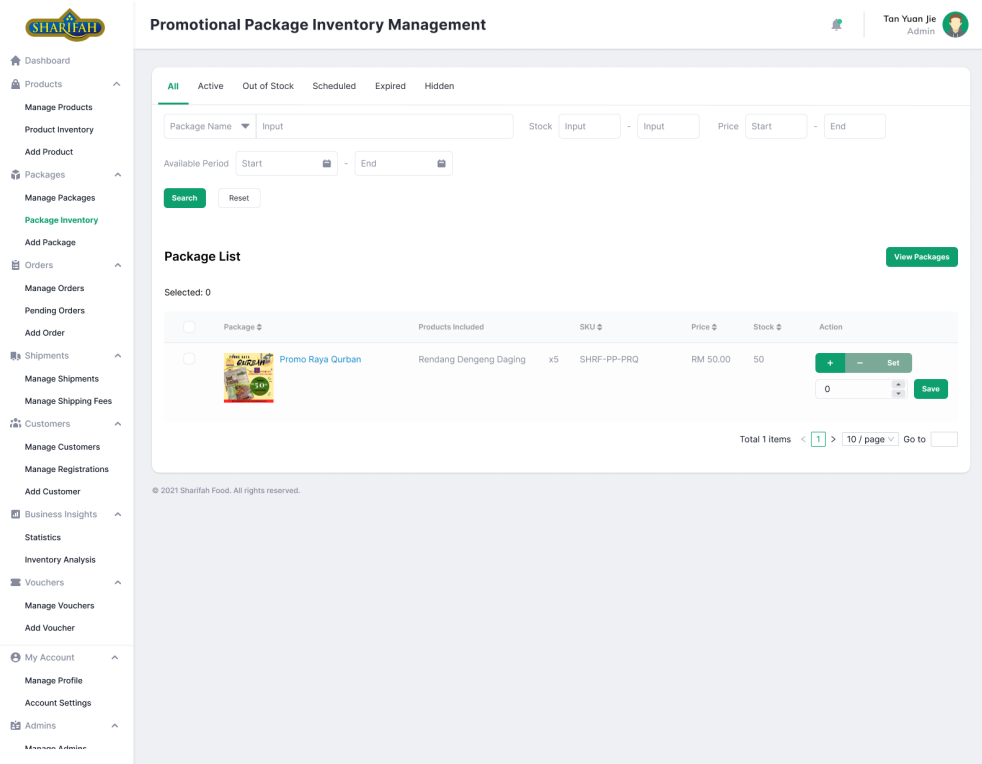 SHARIFAH
Promotional Package Inventory Management
Tan Yuan Jie
Admin
Dashboard
Products
Manage Products
Product Inventory
Add Product
Packages
Manage Packages
Package Inventory
Add Package
Orders
Manage Orders
Pending Orders
Add Order
Shipments
Manage Shipments
Manage Shipping Fees
Customers
Manage Customers
Manage Registrations
Add Customer
Business Insights
Statistics
Inventory Analysis
Vouchers
Manage Vouchers
Add Voucher
My Account
Manage Profile
Account Settings
Admins
Manage Admins
All Active Out of Stock Scheduled Expired Hidden
Package Name Input Stock Input - Input Price Start - End
Available Period Start - End
Search Reset
Package List View Packages
Selected: 0
Package Products Included SKU Price Stock Action
QURBAN
Promo Raya Qurban Rendang Dengeng Daging x5 SHRF-PP-PRQ RM 50.00 50 + − Set
0 Save
Total 1 items < 1 > 10 / page Go to
© 2021 Sharifah Food. All rights reserved.